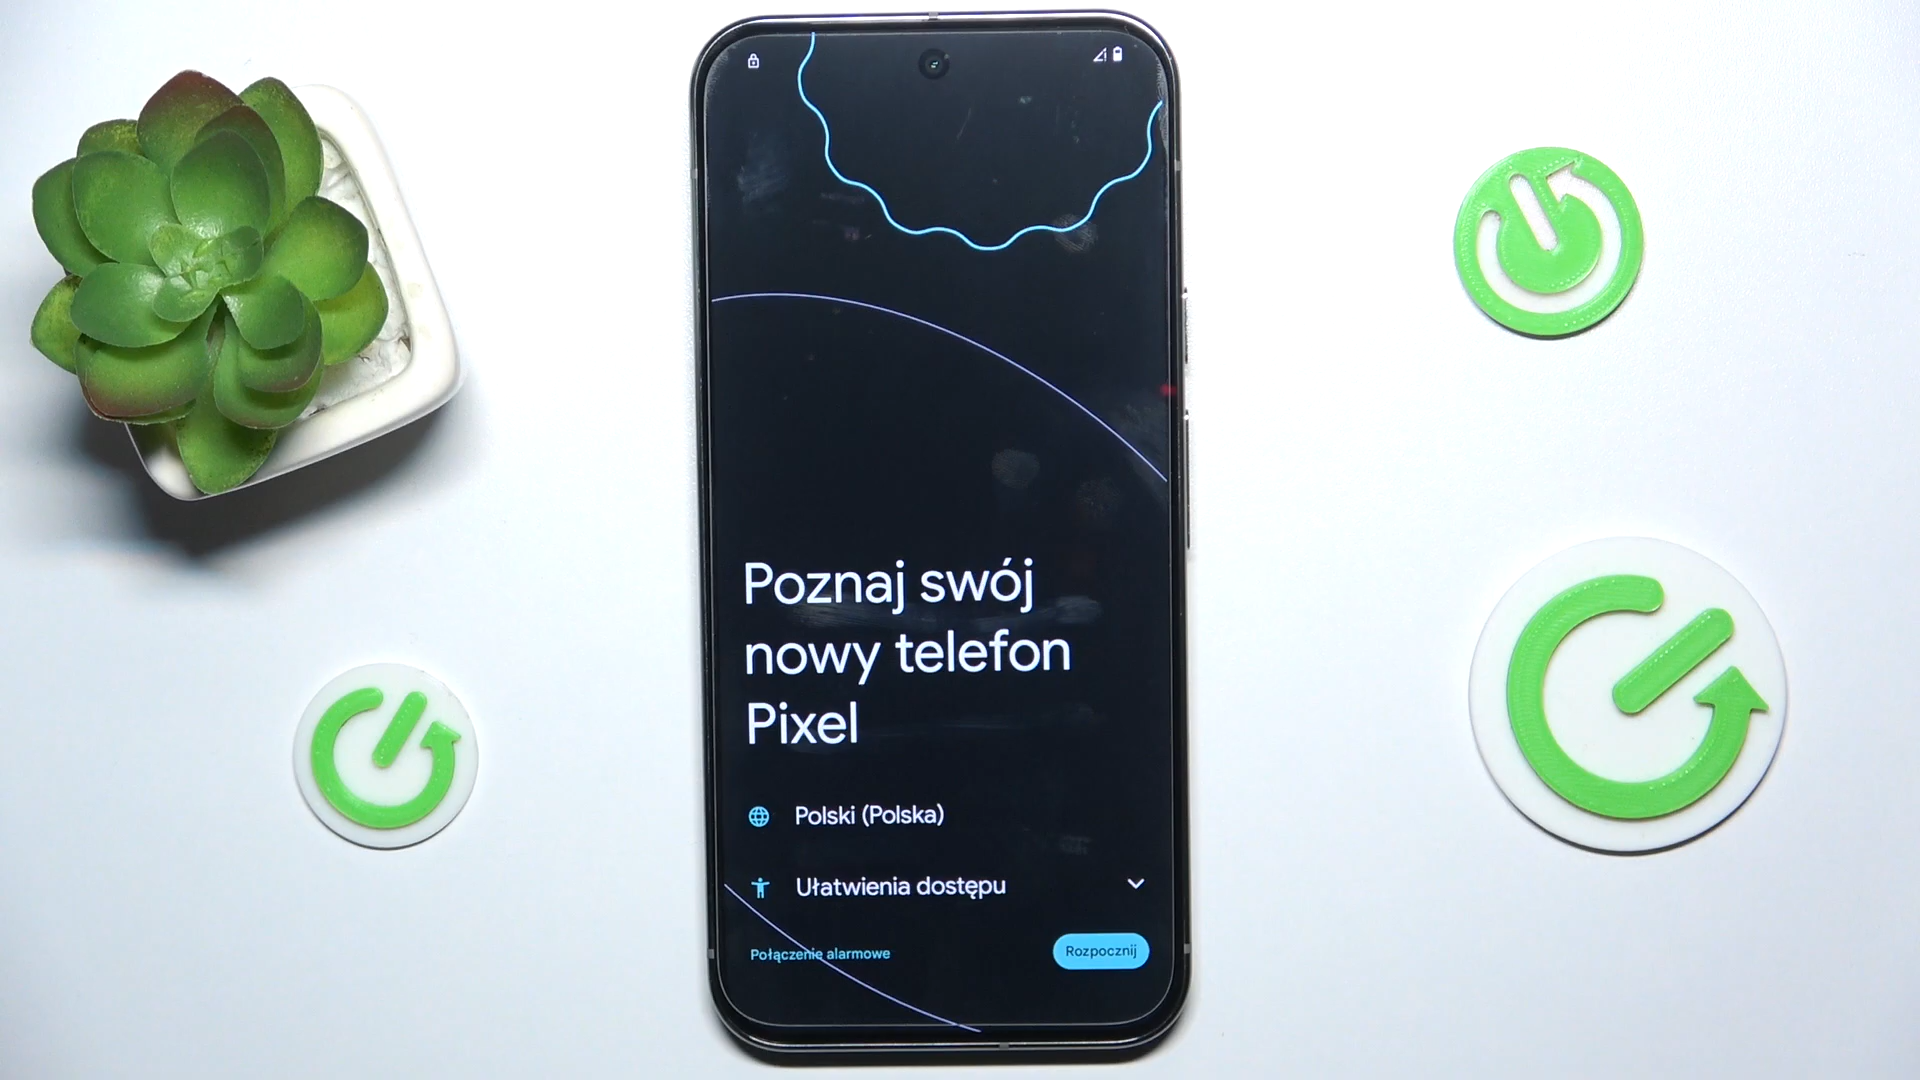 Poznaj swój
nowy telefon
Pixel
Polski (Polska)
Ułatwienia dostępu
Połączenie alarmowe
Rozpocznij